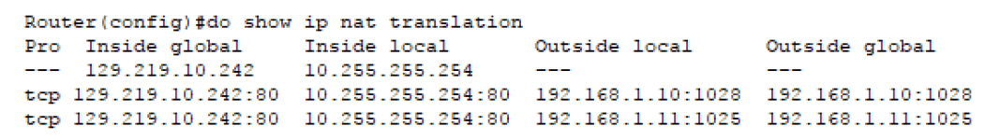 Router(config)#do show ip nat translation
Pro  Inside global     Inside local       Outside local      Outside global
---  129.219.10.242    10.255.255.254     ---                ---
tcp 129.219.10.242:80  10.255.255.254:80  192.168.1.10:1028  192.168.1.10:1028
tcp 129.219.10.242:80  10.255.255.254:80  192.168.1.11:1025  192.168.1.11:1025